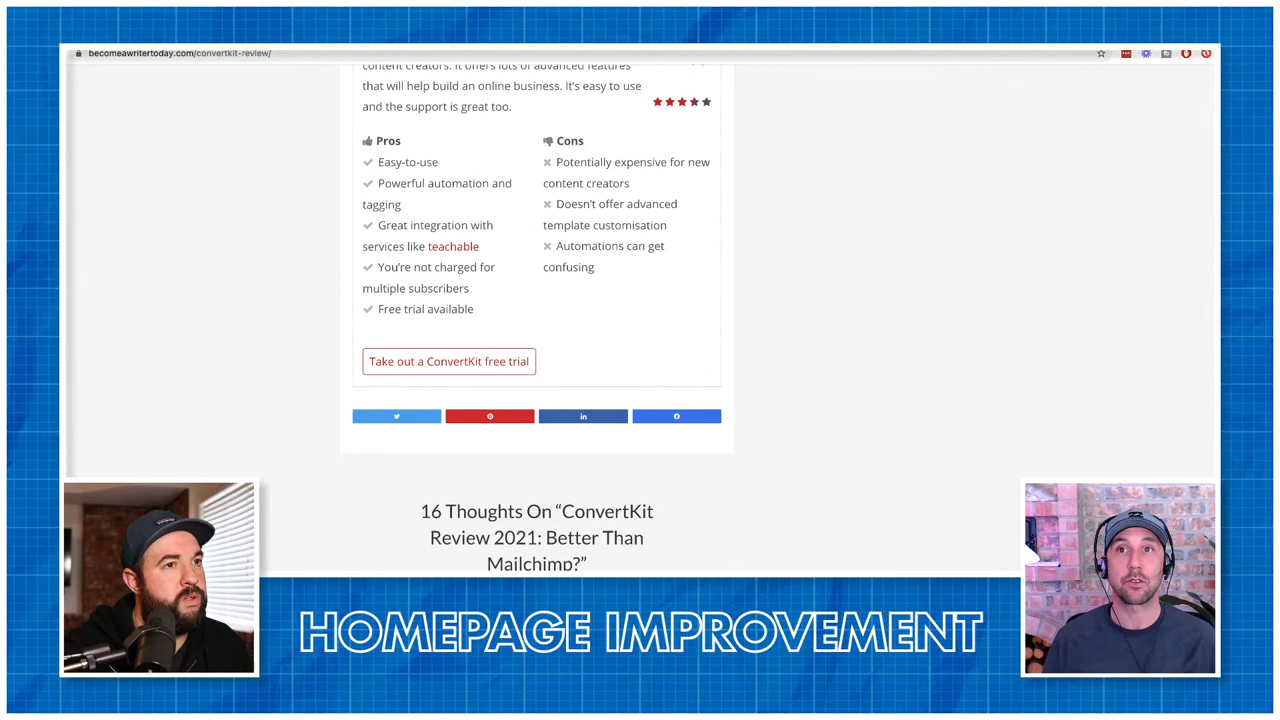 becomeawritertoday.com/convertkit-review/
content creators. It offers lots of advanced features
that will help build an online business. It's easy to use
and the support is great too.
Pros
Easy-to-use
Powerful automation and
tagging
Great integration with
services like teachable
You're not charged for
multiple subscribers
Free trial available
Cons
Potentially expensive for new
content creators
Doesn't offer advanced
template customisation
Automations can get
confusing
Take out a ConvertKit free trial
16 Thoughts On “ConvertKit
Review 2021: Better Than
Mailchimp?”
HOMEPAGE IMPROVEMENT